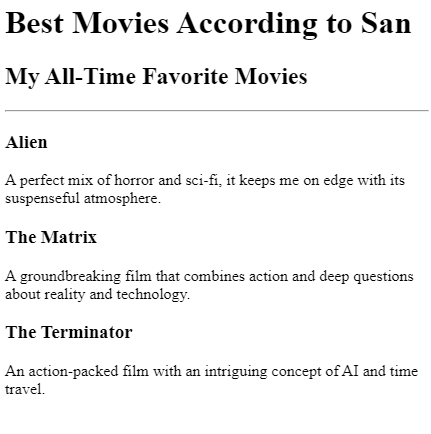 Best Movies According to San
My All-Time Favorite Movies
Alien
A perfect mix of horror and sci-fi, it keeps me on edge with its
suspenseful atmosphere.
The Matrix
A groundbreaking film that combines action and deep questions
about reality and technology.
The Terminator
An action-packed film with an intriguing concept of AI and time
travel.